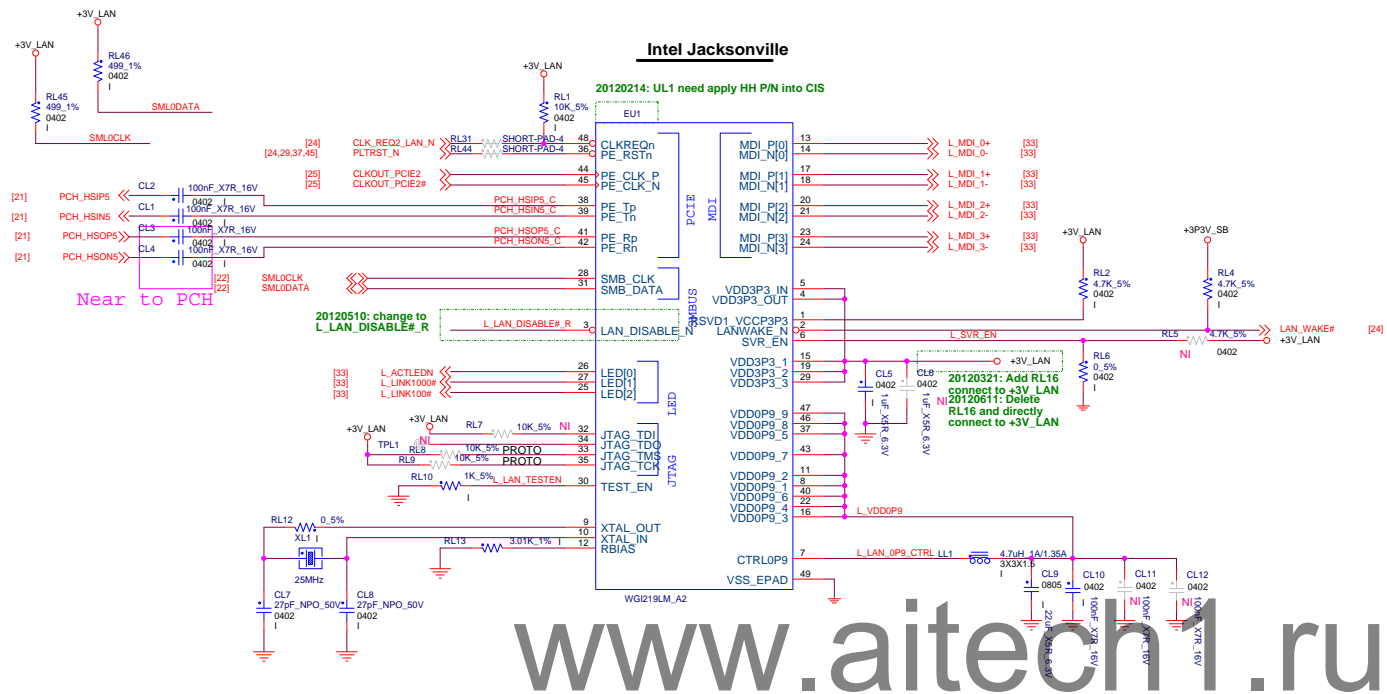 Intel Jacksonville
20120214: UL1 need apply HH P/N into CIS
+3V_LAN
RL46
499_1%
0402
I
SML0DATA
+3V_LAN
RL45
499_1%
0402
I
SML0CLK
+3V_LAN
RL1
10K_5%
0402
I
EU1
[24] CLK_REQ2_LAN_N RL31 SHORT-PAD-4 48 CLKREQn
[24,29,37,45] PLTRST_N RL44 SHORT-PAD-4 36 PE_RSTn
[25] CLKOUT_PCIE2 44 PE_CLK_P
[25] CLKOUT_PCIE2# 45 PE_CLK_N
[21] PCH_HSIP5 CL2 100nF_X7R_16V 0402 I PCH_HSIP5_C 38 PE_Tp
[21] PCH_HSIN5 CL1 100nF_X7R_16V 0402 I PCH_HSIN5_C 39 PE_Tn
[21] PCH_HSOP5 CL3 100nF_X7R_16V 0402 I PCH_HSOP5_C 41 PE_Rp
[21] PCH_HSON5 CL4 100nF_X7R_16V 0402 I PCH_HSON5_C 42 PE_Rn
Near to PCH
PCIE
MDI
[22] SML0CLK 28 SMB_CLK
[22] SML0DATA 31 SMB_DATA
SMBUS
20120510: change to
L_LAN_DISABLE#_R
L_LAN_DISABLE#_R 3 LAN_DISABLE_N
[33] L_ACTLEDN 26 LED[0]
[33] L_LINK1000# 27 LED[1]
[33] L_LINK100# 25 LED[2]
LED
+3V_LAN
+3V_LAN
RL7 10K_5% NI 32 JTAG_TDI
TPL1 NI 34 JTAG_TDO
RL8 10K_5% PROTO 33 JTAG_TMS
RL9 10K_5% PROTO 35 JTAG_TCK
JTAG
RL10 1K_5% I L_LAN_TESTEN 30 TEST_EN
RL12 0_5% I 9 XTAL_OUT
10 XTAL_IN
RL13 3.01K_1% I 12 RBIAS
XL1
I
25MHz
CL7
27pF_NPO_50V
0402
I
CL8
27pF_NPO_50V
0402
I
WGI219LM_A2
MDI_P[0] 13 L_MDI_0+ [33]
MDI_N[0] 14 L_MDI_0- [33]
MDI_P[1] 17 L_MDI_1+ [33]
MDI_N[1] 18 L_MDI_1- [33]
MDI_P[2] 20 L_MDI_2+ [33]
MDI_N[2] 21 L_MDI_2- [33]
MDI_P[3] 23 L_MDI_3+ [33]
MDI_N[3] 24 L_MDI_3- [33]
VDD3P3_IN 5
VDD3P3_OUT 4
RSVD1_VCCP3P3 1
LANWAKE_N 2 LAN_WAKE# [24]
SVR_EN 6 L_SVR_EN RL5 4.7K_5% NI 0402 +3V_LAN
+3V_LAN
RL2
4.7K_5%
0402
I
+3P3V_SB
RL4
4.7K_5%
0402
I
RL6
0_5%
0402
I
VDD3P3_1 15 +3V_LAN
VDD3P3_2 19
VDD3P3_3 29
CL5
0402
I
1uF_X5R_6.3V
CL6
0402
NI
1uF_X5R_6.3V
20120321: Add RL16
connect to +3V_LAN
20120611: Delete
RL16 and directly
connect to +3V_LAN
VDD0P9_9 47
VDD0P9_8 46
VDD0P9_5 37
VDD0P9_7 43
VDD0P9_2 11
VDD0P9_1 8
VDD0P9_6 40
VDD0P9_4 22
VDD0P9_3 16 L_VDD0P9
CTRL0P9 7 L_LAN_0P9_CTRL LL1 4.7uH_1A/1.35A
3X3X1.5
I
VSS_EPAD 49
CL9
0805
I
22uF_X5R_6.3V
CL10
0402
I
100nF_X7R_16V
CL11
0402
NI
100nF_X7R_16V
CL12
0402
NI
100nF_X7R_16V
www.aitech1.ru